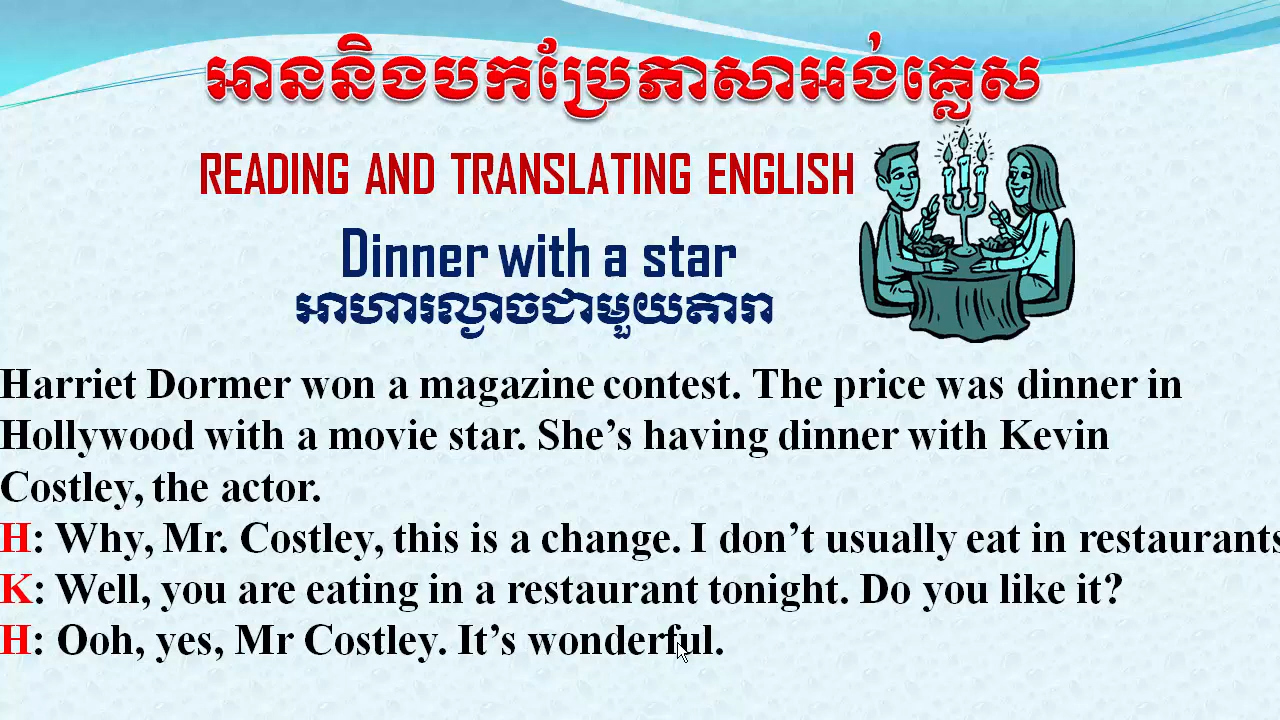 អាននិងបកប្រែភាសាអង់គ្លេស
READING AND TRANSLATING ENGLISH
Dinner with a star
អាហារល្ងាចជាមួយតារា
Harriet Dormer won a magazine contest. The price was dinner in
Hollywood with a movie star. She’s having dinner with Kevin
Costley, the actor.
H: Why, Mr. Costley, this is a change. I don’t usually eat in restaurants
K: Well, you are eating in a restaurant tonight. Do you like it?
H: Ooh, yes, Mr Costley. It’s wonderful.